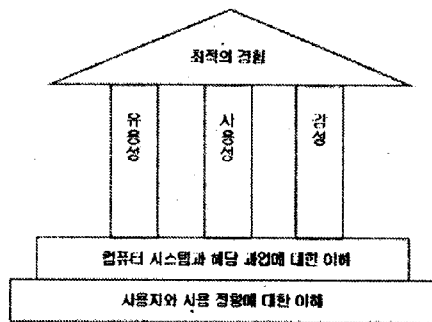 최적의 경험
유용성
사용성
감성
컴퓨터 시스템과 해당 과업에 대한 이해
사용자와 사용 정황에 대한 이해